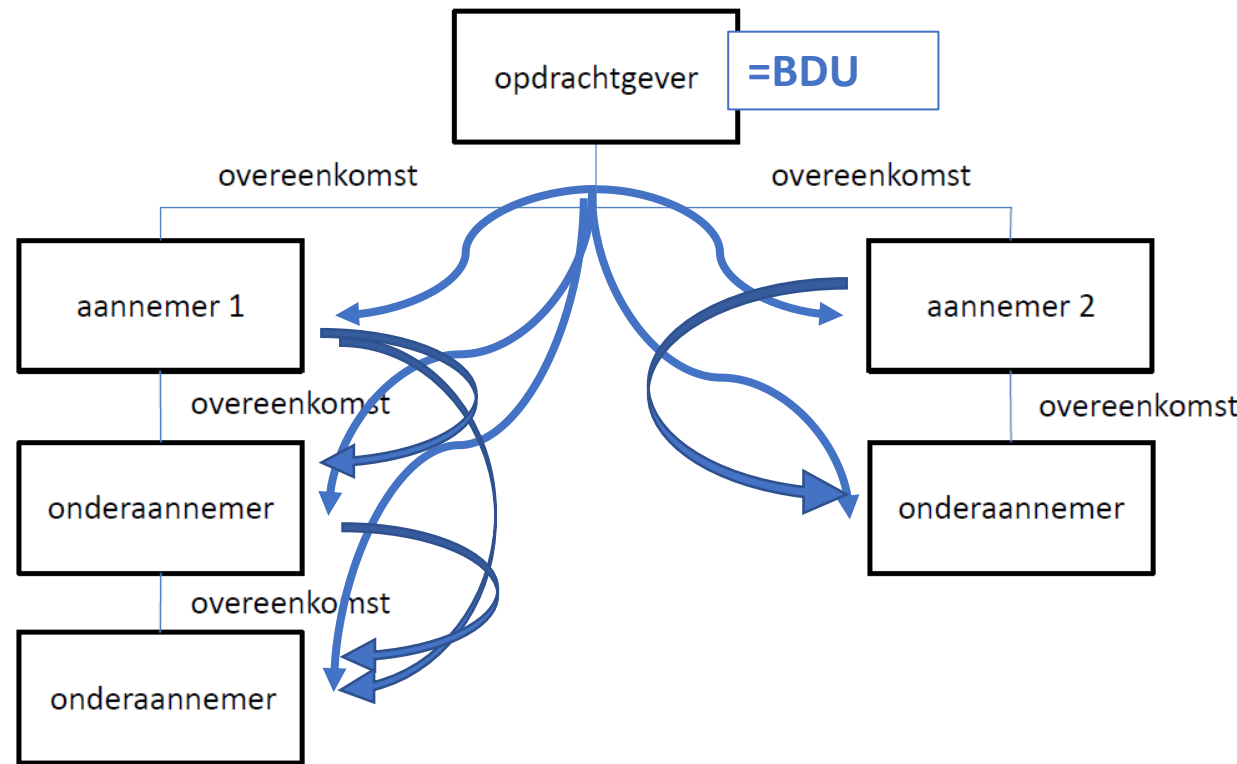 opdrachtgever
=BDU
overeenkomst
overeenkomst
aannemer 1
aannemer 2
overeenkomst
overeenkomst
onderaannemer
onderaannemer
overeenkomst
onderaannemer